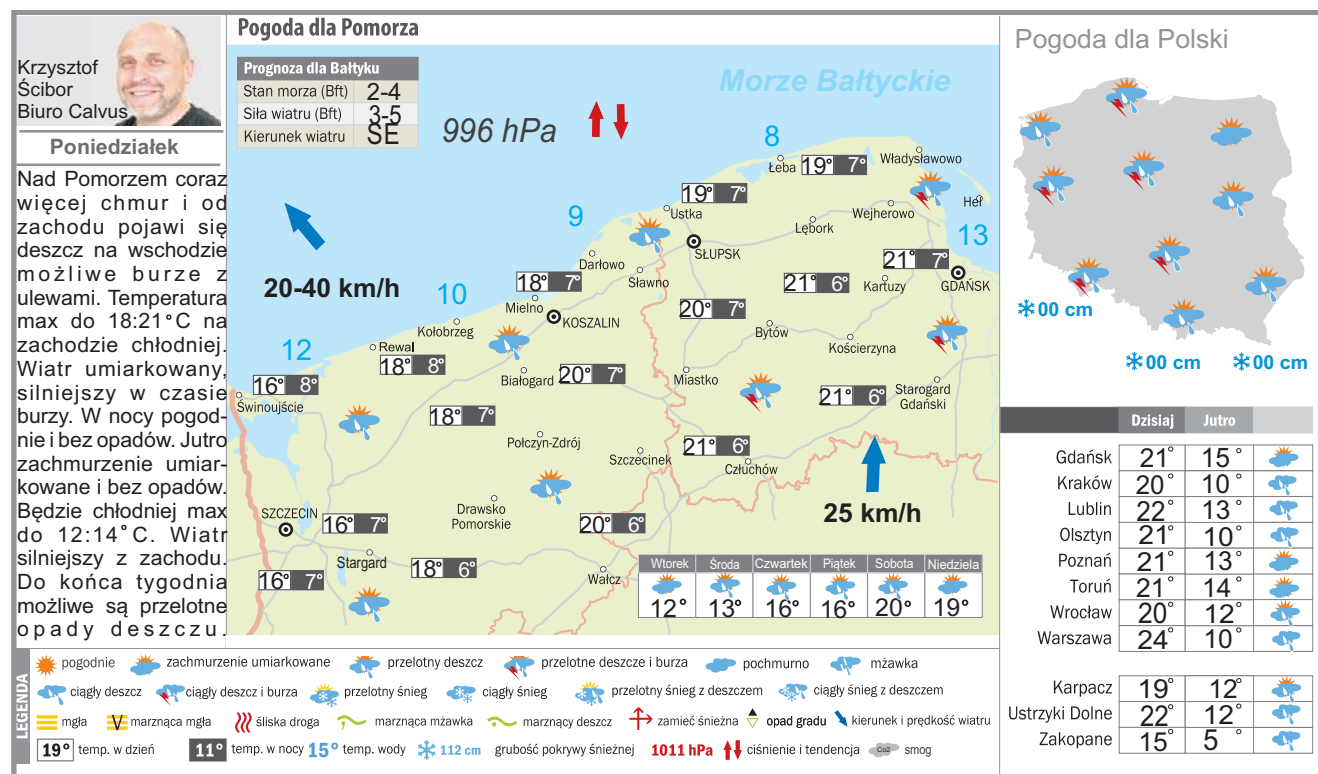 Krzysztof
Ścibor
Biuro Calvus
Poniedziałek
Nad Pomorzem coraz
więcej chmur i od
zachodu pojawi się
deszcz na wschodzie
możliwe burze z
ulewami. Temperatura
max do 18:21°C na
zachodzie chłodniej.
Wiatr umiarkowany,
silniejszy w czasie
burzy. W nocy pogod-
nie i bez opadów. Jutro
zachmurzenie umiar-
kowane i bez opadów.
Będzie chłodniej max
do 12:14°C. Wiatr
silniejszy z zachodu.
Do końca tygodnia
możliwe są przelotne
opady deszczu.
Pogoda dla Pomorza
Prognoza dla Bałtyku
Stan morza (Bft) 2-4
Siła wiatru (Bft) 3-5
Kierunek wiatru SE
996 hPa
Morze Bałtyckie
8
Łeba 19° 7°
Władysławowo
Hel
19° 7°
Ustka
Wejherowo
9
Lębork
13
SŁUPSK
Darłowo
21° 7°
GDAŃSK
20-40 km/h
18° 7°
Sławno
21° 6°
Kartuzy
10
Mielno
KOSZALIN
20° 7°
Bytów
Kołobrzeg
Kościerzyna
12
Rewal
18° 8°
Białogard
20° 7°
Miastko
16° 8°
Świnoujście
21° 6°
Starogard
Gdański
18° 7°
Połczyn-Zdrój
Szczecinek
21° 6°
Człuchów
Drawsko
Pomorskie
25 km/h
SZCZECIN
16° 7°
20° 6°
Stargard
18° 6°
16° 7°
Wałcz
Wtorek Środa Czwartek Piątek Sobota Niedziela
12° 13° 16° 16° 20° 19°
Pogoda dla Polski
00 cm
00 cm 00 cm
Dzisiaj Jutro
Gdańsk 21° 15°
Kraków 20° 10°
Lublin 22° 13°
Olsztyn 21° 10°
Poznań 21° 13°
Toruń 21° 14°
Wrocław 20° 12°
Warszawa 24° 10°
Karpacz 19° 12°
Ustrzyki Dolne 22° 12°
Zakopane 15° 5°
LEGENDA
pogodnie zachmurzenie umiarkowane przelotny deszcz przelotne deszcze i burza pochmurno mżawka
ciągły deszcz ciągły deszcz i burza przelotny śnieg ciągły śnieg przelotny śnieg z deszczem ciągły śnieg z deszczem
mgła marznąca mgła śliska droga marznąca mżawka marznący deszcz zamieć śnieżna opad gradu kierunek i prędkość wiatru
19° temp. w dzień 11° temp. w nocy 15° temp. wody 112 cm grubość pokrywy śnieżnej 1011 hPa ciśnienie i tendencja Co2 smog